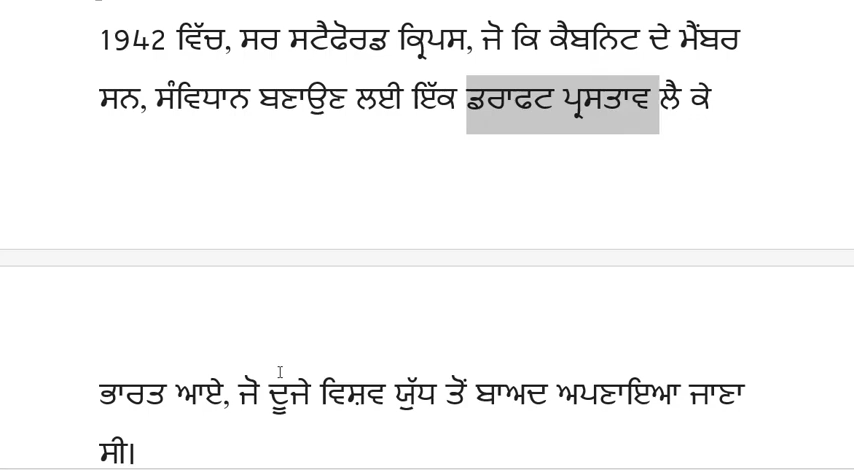 1942 ਵਿੱਚ, ਸਰ ਸਟੈਫੋਰਡ ਕ੍ਰਿਪਸ, ਜੋ ਕਿ ਕੈਬਨਿਟ ਦੇ ਮੈਂਬਰ
ਸਨ, ਸੰਵਿਧਾਨ ਬਣਾਉਣ ਲਈ ਇੱਕ ਡਰਾਫਟ ਪ੍ਰਸਤਾਵ ਲੈ ਕੇ
ਭਾਰਤ ਆਏ, ਜੋ ਦੂਜੇ ਵਿਸ਼ਵ ਯੁੱਧ ਤੋਂ ਬਾਅਦ ਅਪਣਾਇਆ ਜਾਣਾ
ਸੀ।